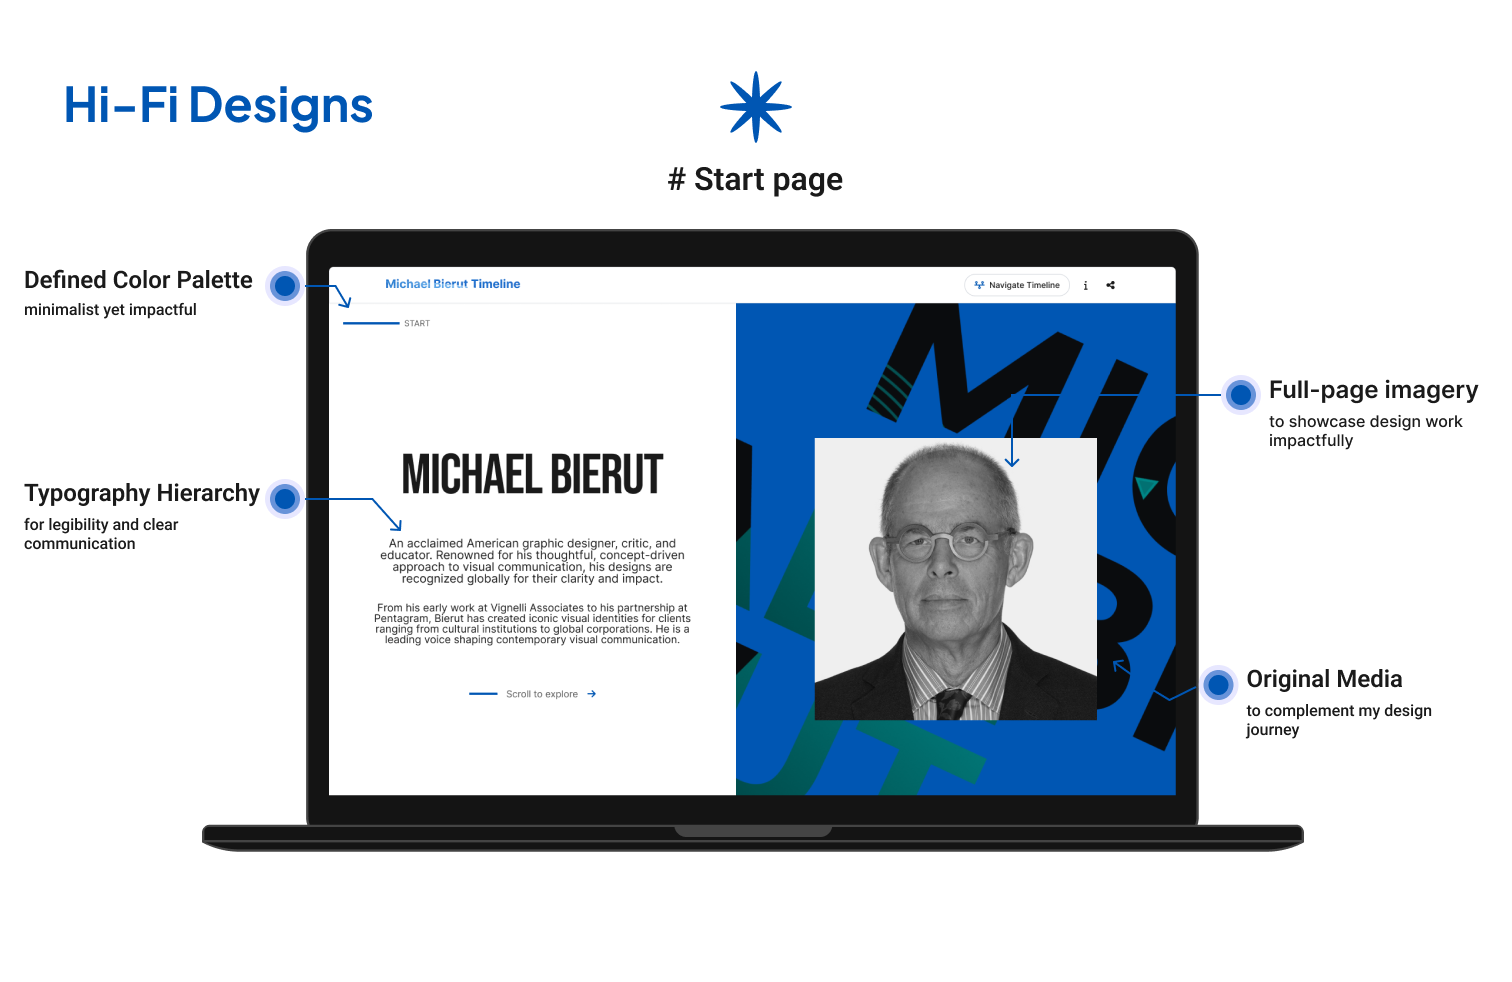 Hi-Fi Designs
# Start page
Defined Color Palette
minimalist yet impactful
Typography Hierarchy
for legibility and clear
communication
Michael Bierut Timeline
Navigate Timeline
i
START
MICHAEL BIERUT
An acclaimed American graphic designer, critic, and
educator. Renowned for his thoughtful, concept-driven
approach to visual communication, his designs are
recognized globally for their clarity and impact.
From his early work at Vignelli Associates to his partnership at
Pentagram, Bierut has created iconic visual identities for clients
ranging from cultural institutions to global corporations. He is a
leading voice shaping contemporary visual communication.
Scroll to explore
MIC
BI
UT
Full-page imagery
to showcase design work
impactfully
Original Media
to complement my design
journey